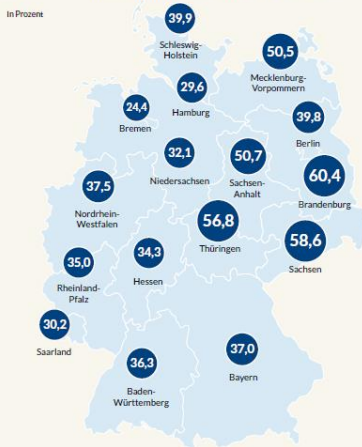 In Prozent
39,9
Schleswig-
Holstein
50,5
Mecklenburg-
Vorpommern
29,6
Hamburg
24,4
Bremen
39,8
Berlin
32,1
Niedersachsen
50,7
Sachsen-
Anhalt
60,4
Brandenburg
37,5
Nordrhein-
Westfalen
56,8
Thüringen
58,6
Sachsen
34,3
Hessen
35,0
Rheinland-
Pfalz
30,2
Saarland
36,3
Baden-
Württemberg
37,0
Bayern